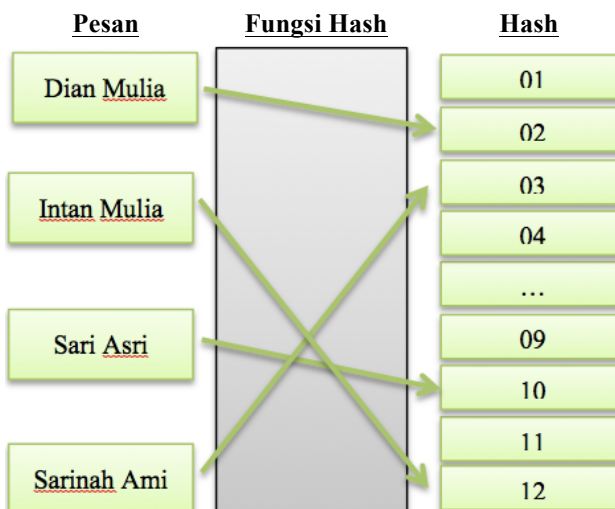 Pesan
Fungsi Hash
Hash
Dian Mulia
Intan Mulia
Sari Asri
Sarinah Ami
01
02
03
04
...
09
10
11
12